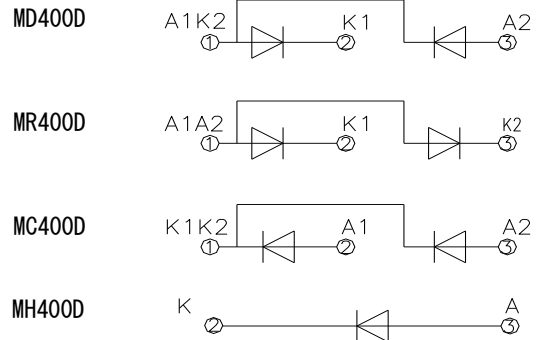 MD400D A1K2 K1 A2
① ② ③
MR400D A1A2 K1 K2
① ② ③
MC400D K1K2 A1 A2
① ② ③
MH400D K A
② ③